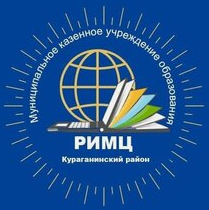 Муниципальное казенное учреждение образования
РИМЦ
Курагинский район